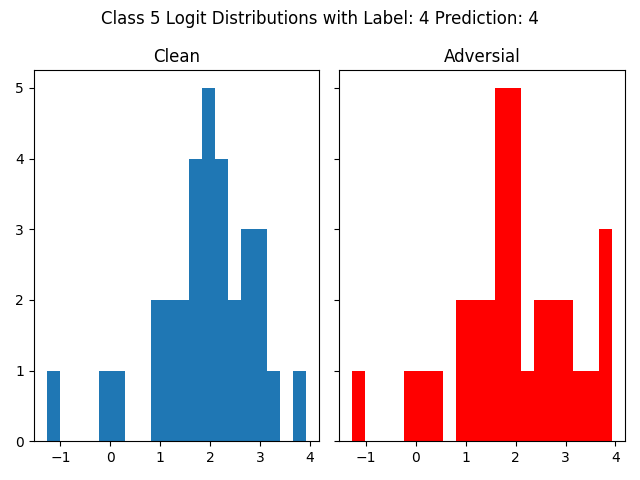 Class 5 Logit Distributions with Label: 4 Prediction: 4
Clean
Adversial
5
4
3
2
1
0
−1 0 1 2 3 4
−1 0 1 2 3 4